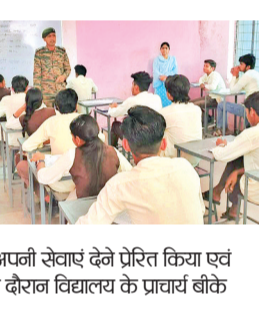 अपनी सेवाएं देने प्रेरित किया एवं
दौरान विद्यालय के प्राचार्य बीके